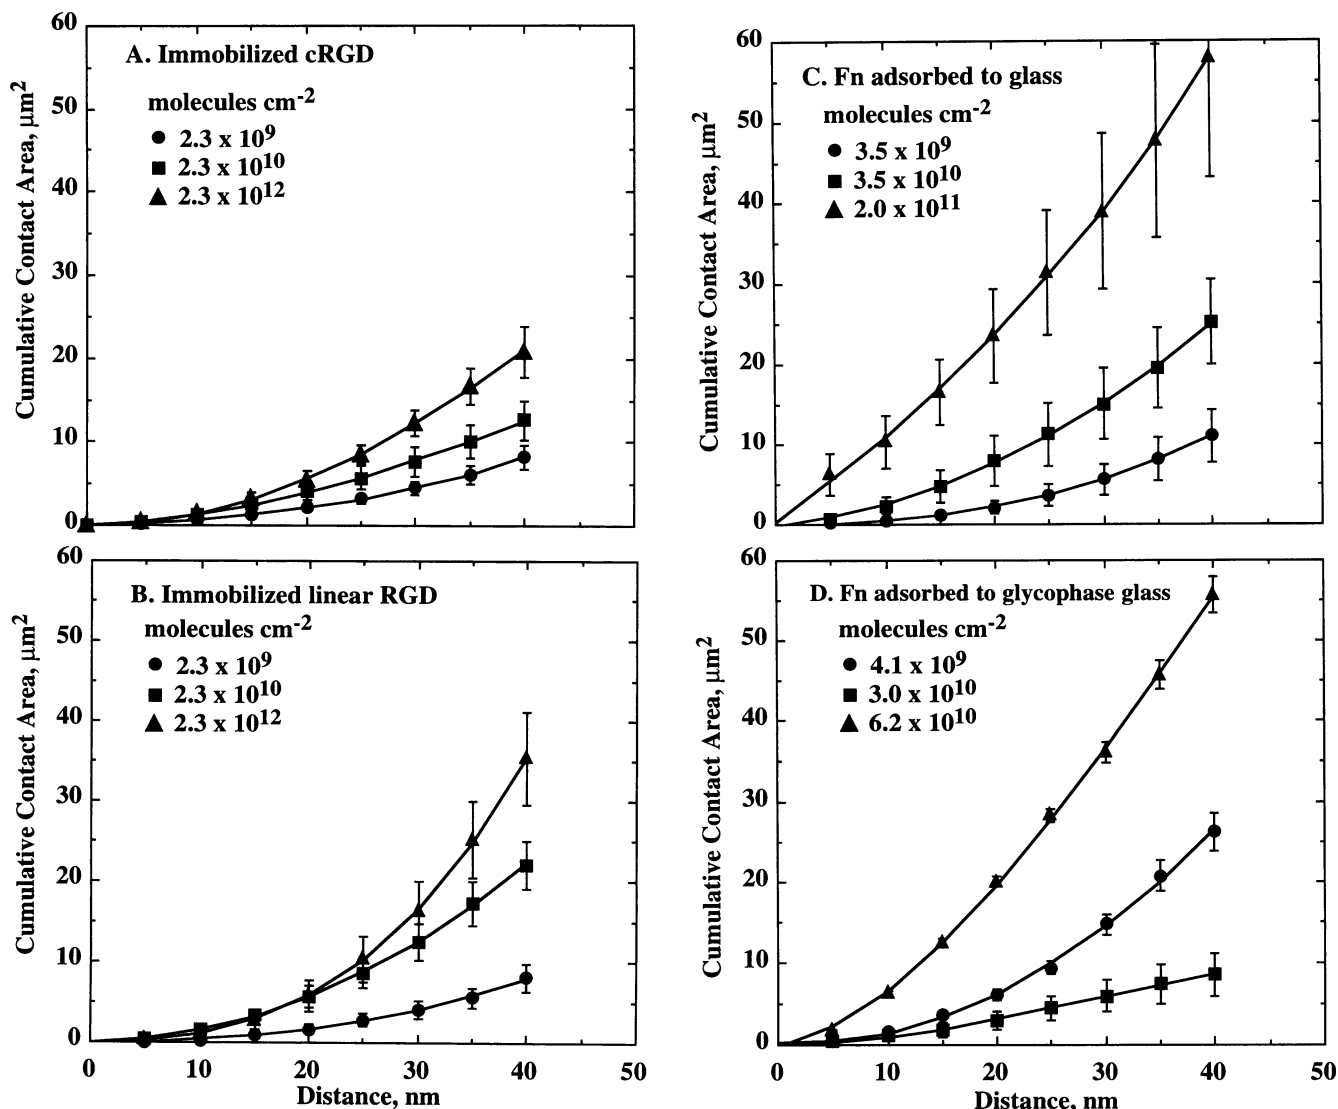 A. Immobilized cRGD
molecules cm-2
● 2.3 x 10^9
■ 2.3 x 10^10
▲ 2.3 x 10^12
Cumulative Contact Area, μm2
60
50
40
30
20
10
0
C. Fn adsorbed to glass
molecules cm-2
● 3.5 x 10^9
■ 3.5 x 10^10
▲ 2.0 x 10^11
Cumulative Contact Area, μm2
60
50
40
30
20
10
0
B. Immobilized linear RGD
molecules cm-2
● 2.3 x 10^9
■ 2.3 x 10^10
▲ 2.3 x 10^12
Cumulative Contact Area, μm2
60
50
40
30
20
10
0
0 10 20 30 40 50
Distance, nm
D. Fn adsorbed to glycophase glass
molecules cm-2
● 4.1 x 10^9
■ 3.0 x 10^10
▲ 6.2 x 10^10
Cumulative Contact Area, μm2
60
50
40
30
20
10
0
0 10 20 30 40 50
Distance, nm